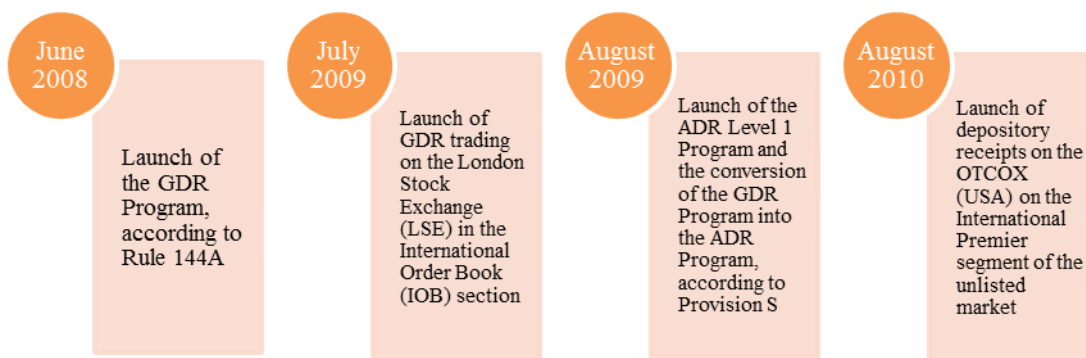 June
2008
Launch of
the GDR
Program,
according to
Rule 144A
July
2009
Launch of
GDR trading
on the London
Stock
Exchange
(LSE) in the
International
Order Book
(IOB) section
August
2009
Launch of the
ADR Level 1
Program and
the conversion
of the GDR
Program into
the ADR
Program,
according to
Provision S
August
2010
Launch of
depository
receipts on the
OTCOX
(USA) on the
International
Premier
segment of the
unlisted
market